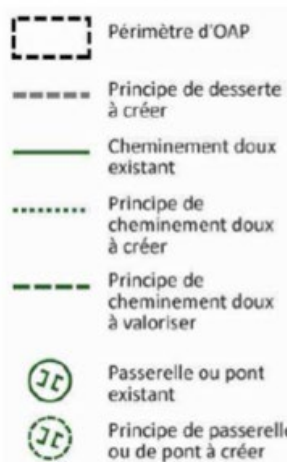 Périmètre d'OAP
Principe de desserte
à créer
Cheminement doux
existant
Principe de
cheminement doux
à créer
Principe de
cheminement doux
à valoriser
Passerelle ou pont
existant
Principe de passerelle
ou de pont à créer